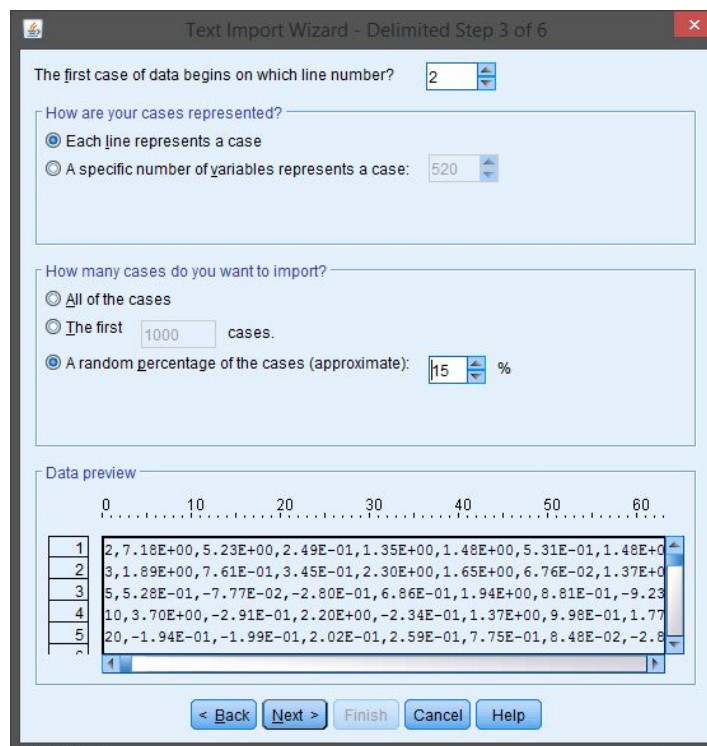 Text Import Wizard - Delimited Step 3 of 6
The first case of data begins on which line number? 2
How are your cases represented?
Each line represents a case
A specific number of variables represents a case: 520
How many cases do you want to import?
All of the cases
The first 1000 cases.
A random percentage of the cases (approximate): 15 %
Data preview
0 10 20 30 40 50 60
1 2,7.18E+00,5.23E+00,2.49E-01,1.35E+00,1.48E+00,5.31E-01,1.48E+0
2 3,1.89E+00,7.61E-01,3.45E-01,2.30E+00,1.65E+00,6.76E-02,1.37E+0
3 5,5.28E-01,-7.77E-02,-2.80E-01,6.86E-01,1.94E+00,8.81E-01,-9.23
4 10,3.70E+00,-2.91E-01,2.20E+00,-2.34E-01,1.37E+00,9.98E-01,1.77
5 20,-1.94E-01,-1.99E-01,2.02E-01,2.59E-01,7.75E-01,8.48E-02,-2.8
< Back Next > Finish Cancel Help